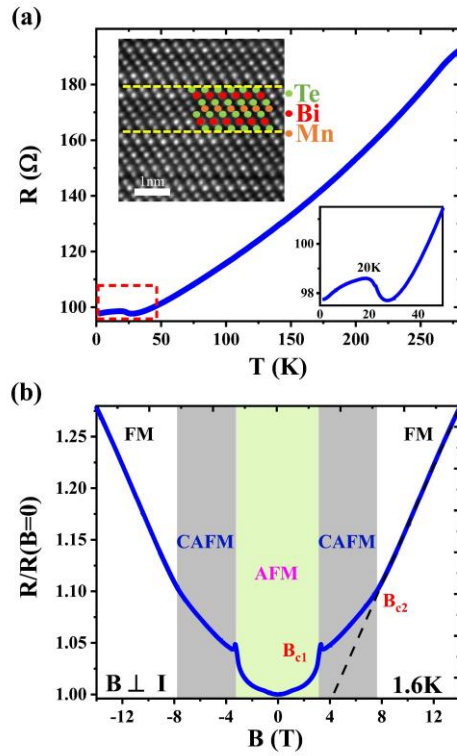 (a)
180
160
140
120
100
R (Ω)
Te
Bi
Mn
1nm
20K
100
98
0 20 40
0 50 100 150 200 250
T (K)
(b)
1.25
1.20
1.15
1.10
1.05
1.00
R/R(B=0)
FM
FM
CAFM
CAFM
AFM
Bc1
Bc2
B ⊥ I
1.6K
-12 -8 -4 0 4 8 12
B (T)